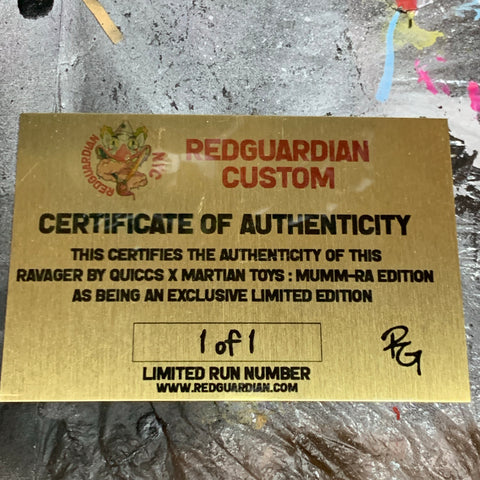 REDGUARDIAN NYC
REDGUARDIAN
CUSTOM
CERTIFICATE OF AUTHENTICITY
THIS CERTIFIES THE AUTHENTICITY OF THIS
RAVAGER BY QUICCS X MARTIAN TOYS : MUMM-RA EDITION
AS BEING AN EXCLUSIVE LIMITED EDITION
1 of 1
RG
LIMITED RUN NUMBER
WWW.REDGUARDIAN.COM